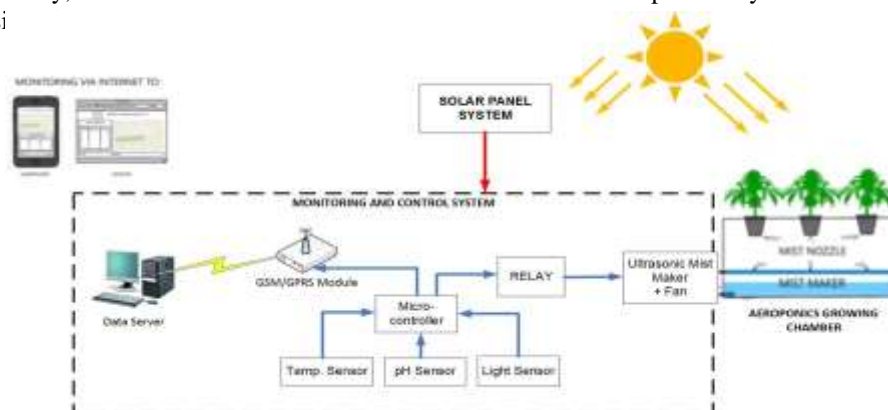 MONITORING VIA INTERNET TO:
SOLAR PANEL
SYSTEM
MONITORING AND CONTROL SYSTEM
GSM/GPRS Module
Data Server
RELAY
Ultrasonic Mist
Maker
+ Fan
Micro-
controller
Temp. Sensor
pH Sensor
Light Sensor
MIST NOZZLE
MIST MAKER
AEROPONICS GROWING
CHAMBER